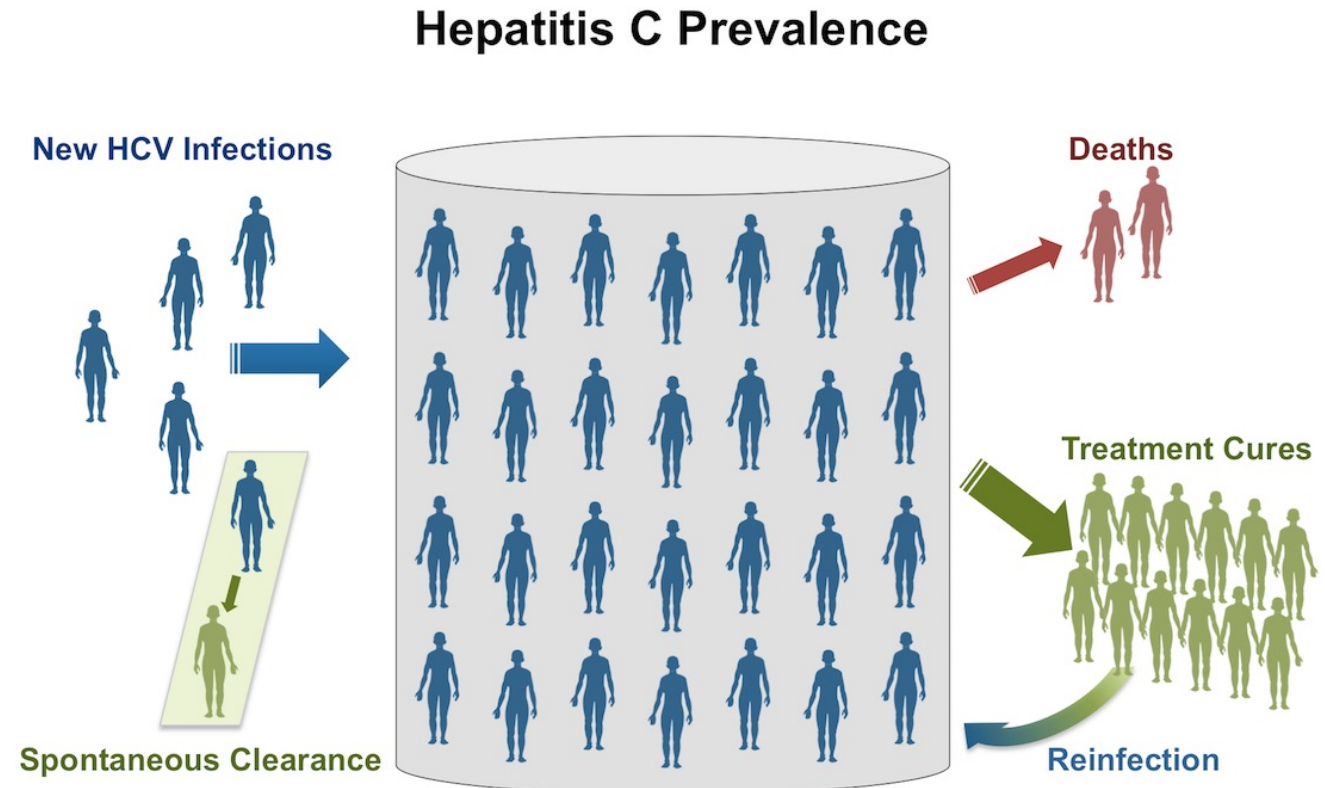 Hepatitis C Prevalence
New HCV Infections
Deaths
Treatment Cures
Spontaneous Clearance
Reinfection